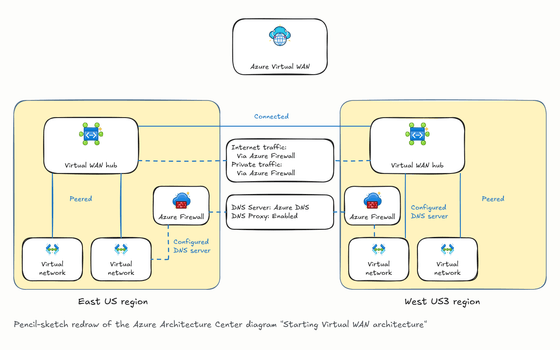 Azure Virtual WAN
Connected
Virtual WAN hub
Internet traffic:
Via Azure Firewall
Private traffic:
Via Azure Firewall
Virtual WAN hub
Peered
Azure Firewall
DNS Server: Azure DNS
DNS Proxy: Enabled
Azure Firewall
Configured
DNS server
Peered
Configured
DNS server
Virtual
network
Virtual
network
Virtual
network
Virtual
network
East US region
West US3 region
Pencil-sketch redraw of the Azure Architecture Center diagram "Starting Virtual WAN architecture"